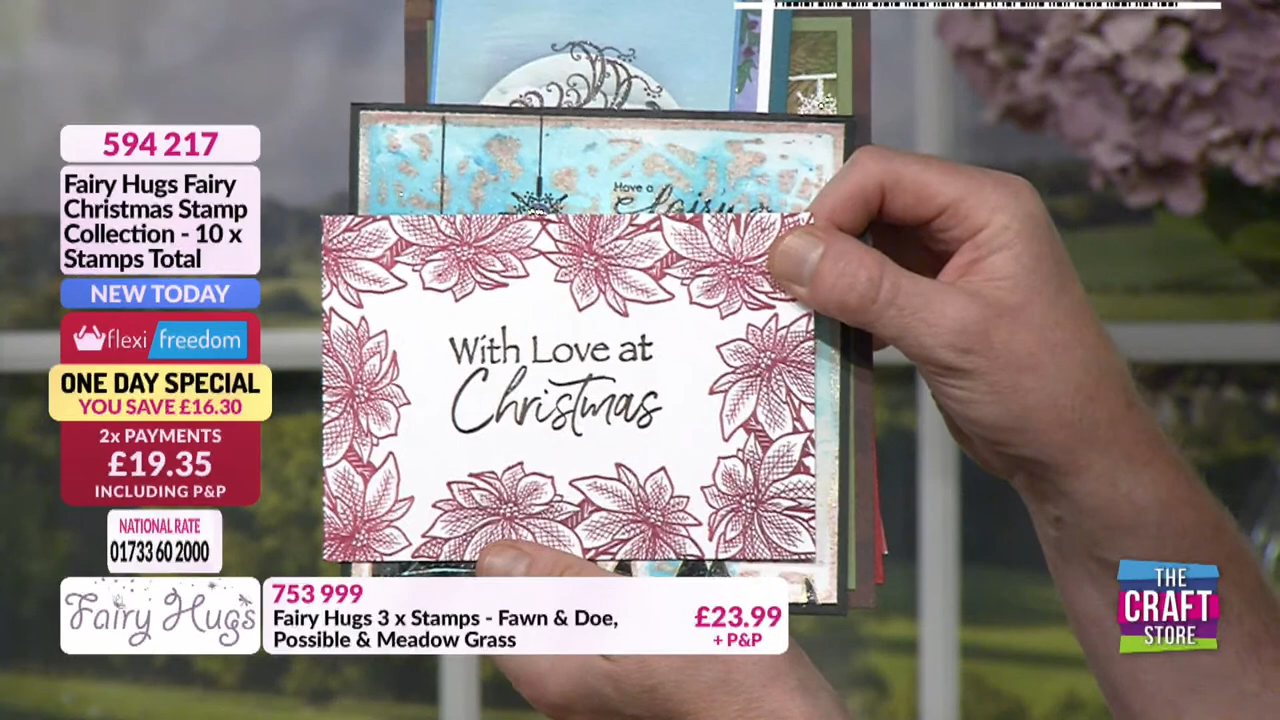 594 217
Fairy Hugs Fairy
Christmas Stamp
Collection - 10 x
Stamps Total
NEW TODAY
flexi freedom
ONE DAY SPECIAL
YOU SAVE £16.30
2x PAYMENTS
£19.35
INCLUDING P&P
NATIONAL RATE
01733 60 2000
Have a
With Love at
Christmas
Fairy Hugs
753 999
Fairy Hugs 3 x Stamps - Fawn & Doe,
Possible & Meadow Grass
£23.99
+ P&P
THE
CRAFT
STORE